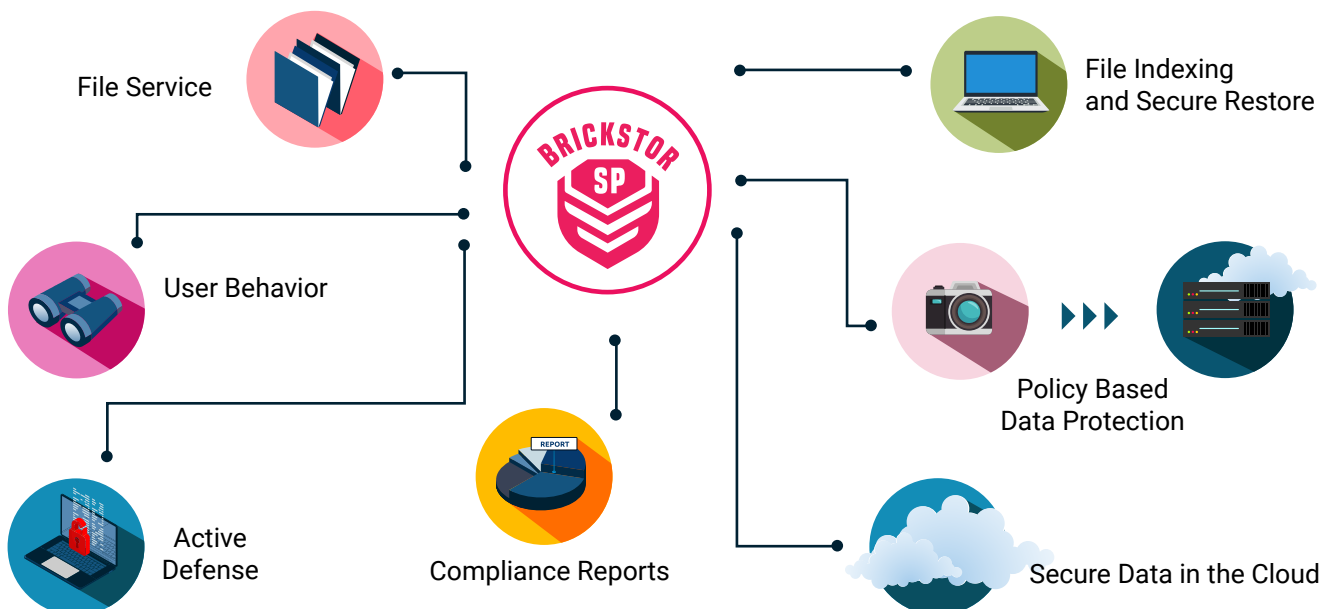 File Service
BRICKSTOR
SP
File Indexing
and Secure Restore
User Behavior
Policy Based
Data Protection
REPORT
Active
Defense
Compliance Reports
Secure Data in the Cloud